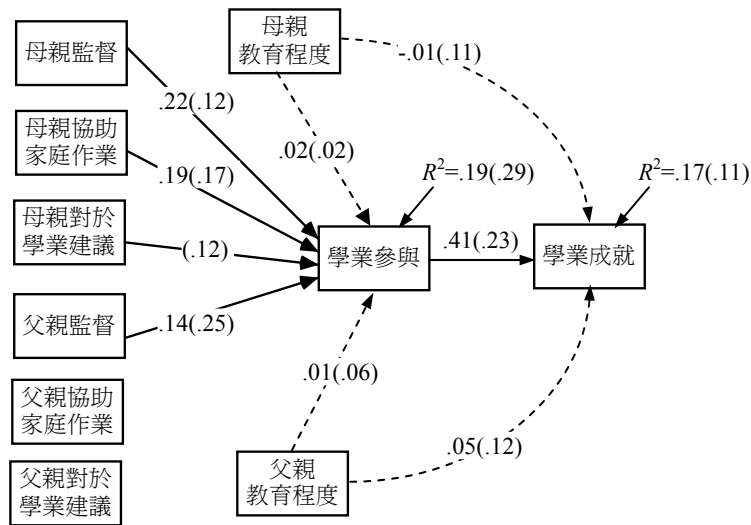 母親監督
母親協助
家庭作業
母親對於
學業建議
父親監督
父親協助
家庭作業
父親對於
學業建議
母親
教育程度
-.01(.11)
.22(.12)
.02(.02)
.19(.17)
(.12)
.14(.25)
R²=.19(.29)
R²=.17(.11)
學業參與
.41(.23)
學業成就
.01(.06)
.05(.12)
父親
教育程度